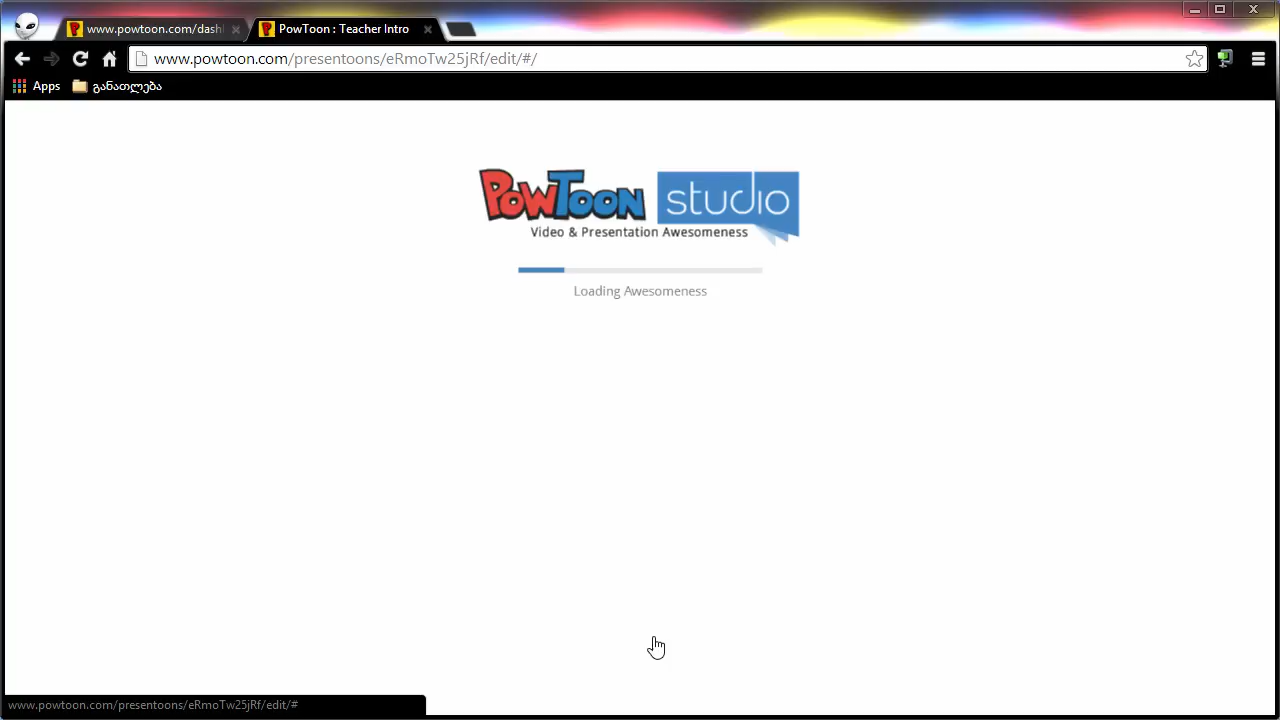 www.powtoon.com/dashl
PowToon : Teacher Intro
www.powtoon.com/presentoons/eRmoTw25jRf/edit/#/
Apps
განათლება
PowToon studio
Video & Presentation Awesomeness
Loading Awesomeness
www.powtoon.com/presentoons/eRmoTw25jRf/edit/#